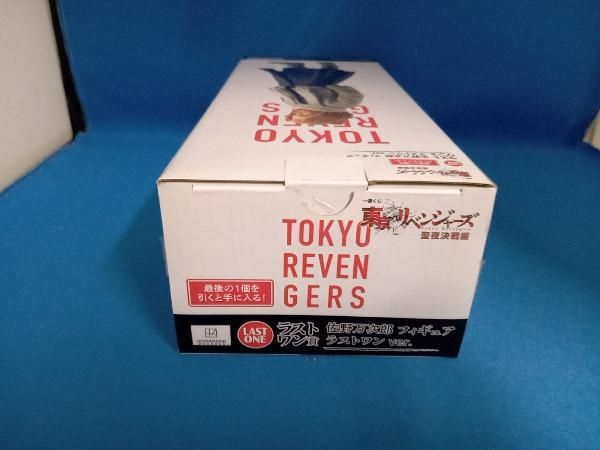 TOKYO
REVEN
GERS
一番くじ
東京リベンジャーズ
聖夜決戦編
TOKYO
REVEN
GERS
最後の1個を
引くと手に入る!
LAST
ONE
ラスト
ワン賞
佐野万次郎 フィギュア
ラストワン ver.